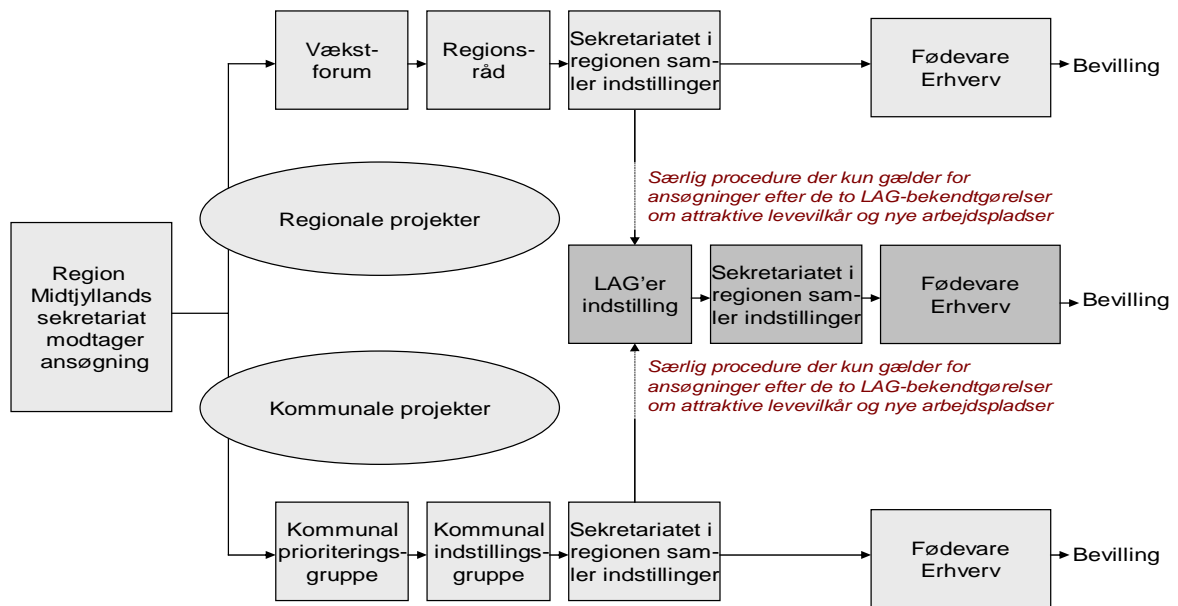 Vækst-
forum
Regions-
råd
Sekretariatet i
regionen sam-
ler indstillinger
Fødevare
Erhverv
Bevilling
Særlig procedure der kun gælder for
ansøgninger efter de to LAG-bekendtgørelser
om attraktive levevilkår og nye arbejdspladser
Regionale projekter
Region
Midtjyllands
sekretariat
modtager
ansøgning
LAG'er
indstilling
Sekretariatet i
regionen sam-
ler indstillinger
Fødevare
Erhverv
Bevilling
Særlig procedure der kun gælder for
ansøgninger efter de to LAG-bekendtgørelser
om attraktive levevilkår og nye arbejdspladser
Kommunale projekter
Kommunal
prioriterings-
gruppe
Kommunal
indstillings-
gruppe
Sekretariatet i
regionen sam-
ler indstillinger
Fødevare
Erhverv
Bevilling